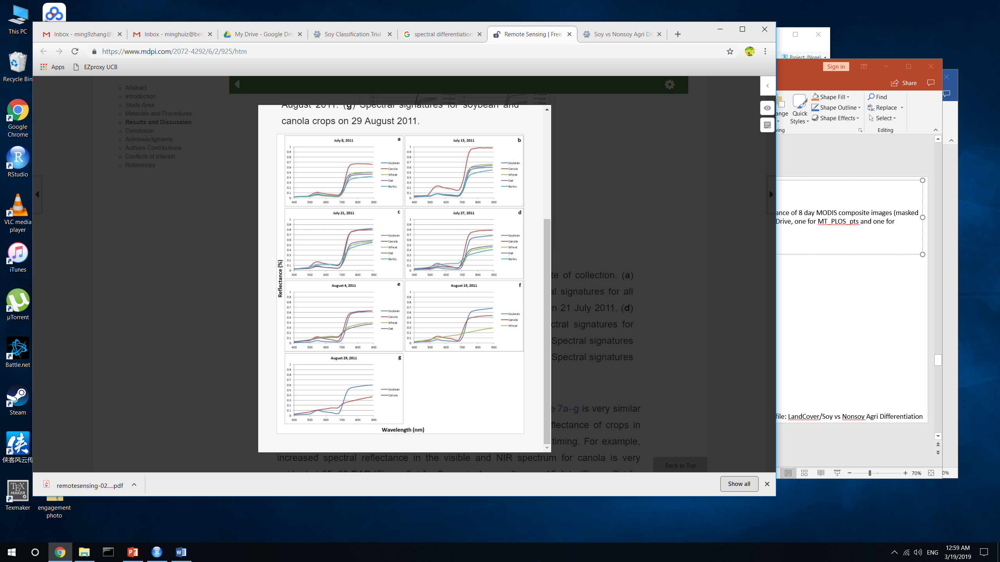 This PC
Recycle Bin
Google
Chrome
RStudio
VLC media
player
iTunes
µTorrent
Battle.net
Steam
侠客风云传
Texmaker
engagement
photo
Inbox - ming9zhang@
Inbox - minghuiz@ber
My Drive - Google Dri
Soy Classification Trial
spectral differentiation
Remote Sensing | Free
Soy vs Nonsoy Agri Di
https://www.mdpi.com/2072-4292/6/2/925/htm
Apps
EZproxy UCB
Abstract
Introduction
Study Area
Materials and Procedures
Results and Discussion
Conclusion
Acknowledgments
Authors Contributions
Conflicts of Interest
References
August 2011. (g) Spectral signatures for soybean and
canola crops on 29 August 2011.
Reflectance (%)
July 8, 2011 a
1
0.9
0.8
0.7
0.6
0.5
0.4
0.3
0.2
0.1
0
400 500 600 700 800 900
Soybean
Canola
Wheat
Oat
Barley
July 15, 2011 b
1
0.9
0.8
0.7
0.6
0.5
0.4
0.3
0.2
0.1
0
400 500 600 700 800 900
Soybean
Canola
Wheat
Oat
Barley
July 21, 2011 c
1
0.9
0.8
0.7
0.6
0.5
0.4
0.3
0.2
0.1
0
400 500 600 700 800 900
Soybean
Canola
Wheat
Oat
Barley
July 27, 2011 d
1
0.9
0.8
0.7
0.6
0.5
0.4
0.3
0.2
0.1
0
400 500 600 700 800 900
Soybean
Canola
Wheat
Oat
Barley
August 4, 2011 e
1
0.9
0.8
0.7
0.6
0.5
0.4
0.3
0.2
0.1
0
400 500 600 700 800 900
Soybean
Canola
Wheat
Oat
August 15, 2011 f
1
0.9
0.8
0.7
0.6
0.5
0.4
0.3
0.2
0.1
0
400 500 600 700 800 900
Soybean
Canola
Wheat
August 29, 2011 g
1
0.9
0.8
0.7
0.6
0.5
0.4
0.3
0.2
0.1
0
400 500 600 700 800 900
Soybean
Canola
Wavelength (nm)
te of collection. (a)
al signatures for all
n 21 July 2011. (d)
ctral signatures for
Spectral signatures
Spectral signatures
e 7a–g is very similar
flectance of crops in
timing. For example,
increased spectral reflectance in the visible and NIR spectrum for canola is very
Back to Top
remotesensing-02....pdf
Show all
Project: (None)
Sign in
Share
ange
Quick
Styles
Shape Fill
Shape Outline
Shape Effects
wing
Find
Replace
Select
Editing
ance of 8 day MODIS composite images (masked
Drive, one for MT_PLOS_pts and one for
file: LandCover/Soy vs Nonsoy Agri Differentiation
70%
0%
ENG
12:59 AM
3/19/2019